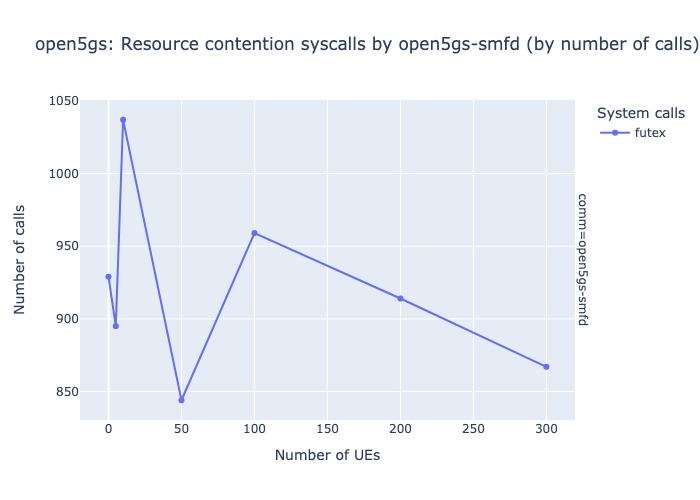 open5gs: Resource contention syscalls by open5gs-smfd (by number of calls)
System calls
futex
1050
1000
950
900
850
Number of calls
comm=open5gs-smfd
0 50 100 150 200 250 300
Number of UEs